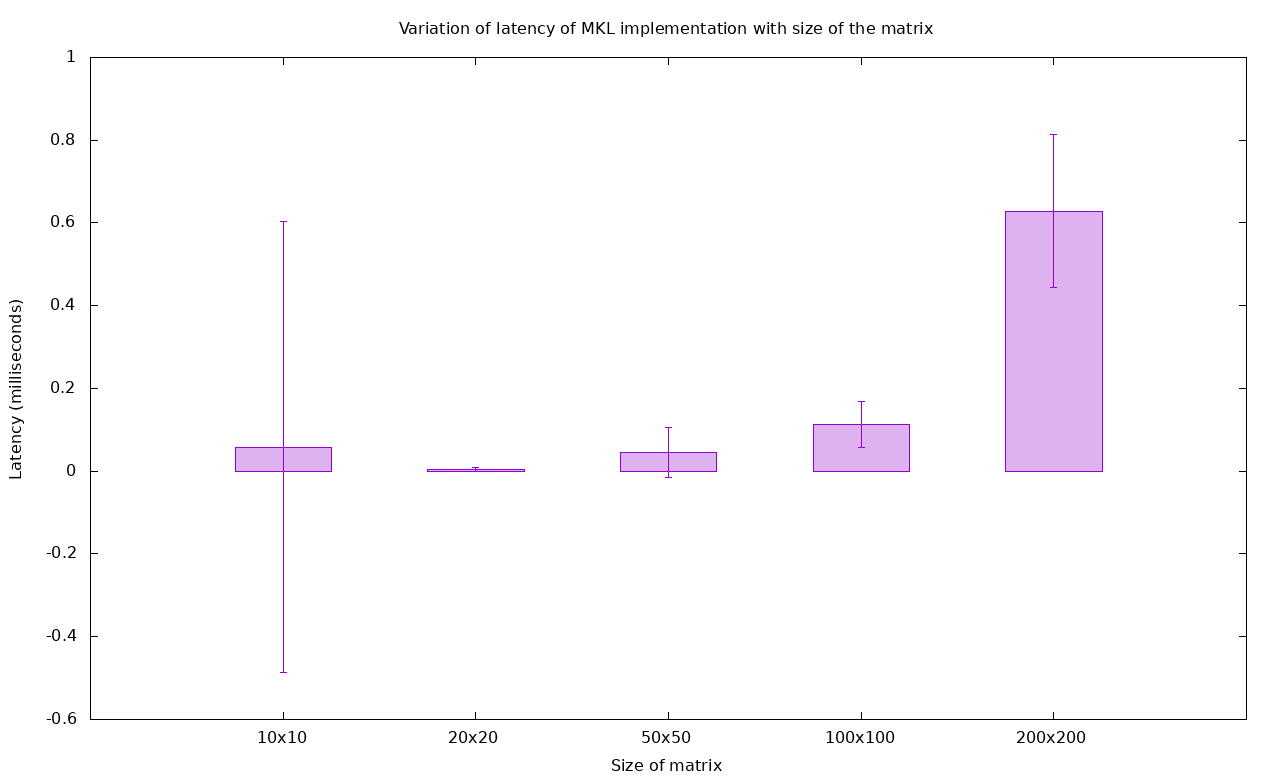 Variation of latency of MKL implementation with size of the matrix
1
0.8
0.6
0.4
0.2
0
-0.2
-0.4
-0.6
Latency (milliseconds)
10x10 20x20 50x50 100x100 200x200
Size of matrix